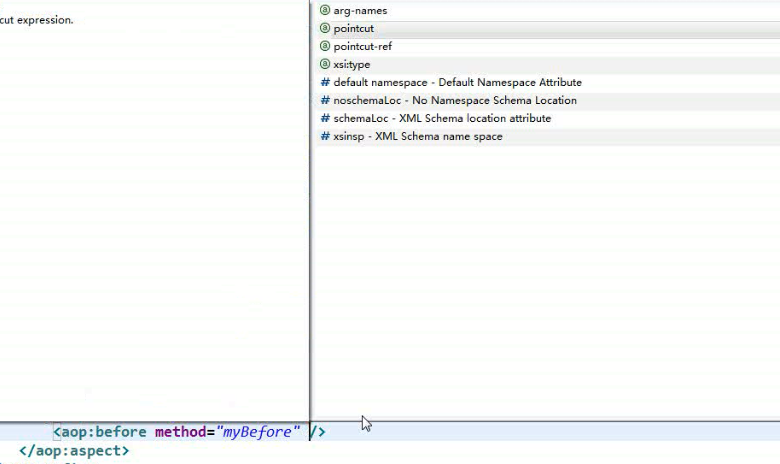 cut expression.
arg-names
pointcut
pointcut-ref
xsi:type
# default namespace - Default Namespace Attribute
# noschemaLoc - No Namespace Schema Location
# schemaLoc - XML Schema location attribute
# xsinsp - XML Schema name space
<aop:before method="myBefore" />
</aop:aspect>